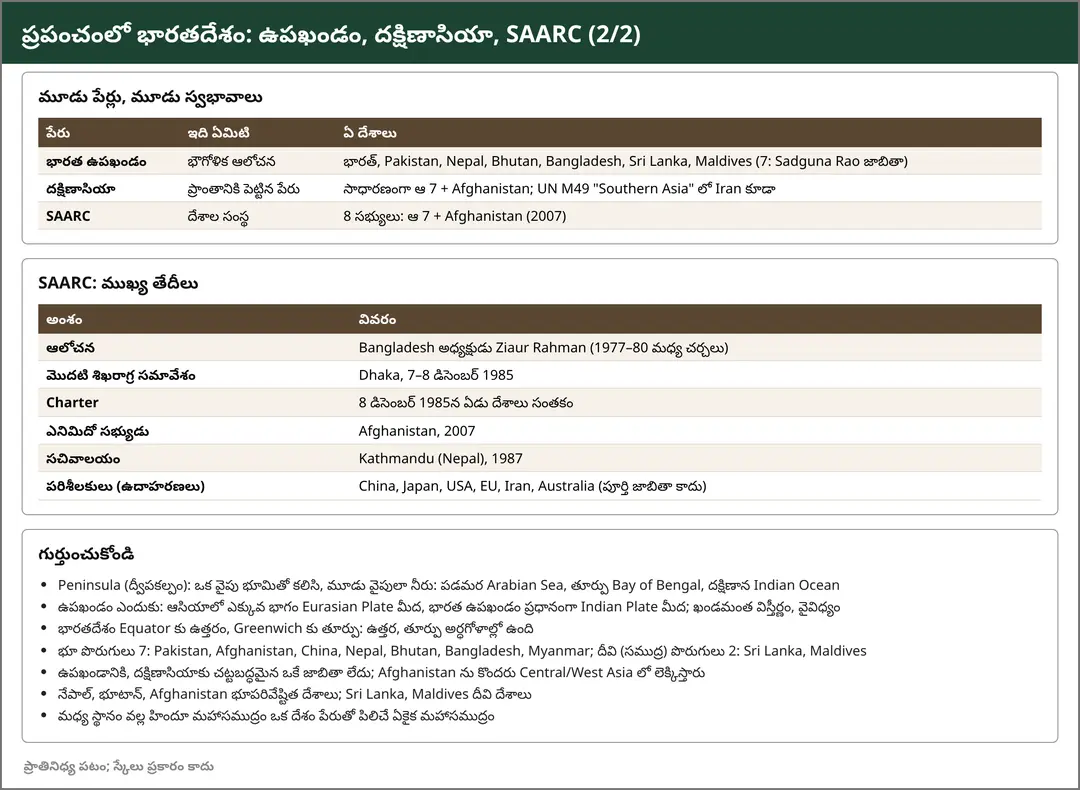 ప్రపంచంలో భారతదేశం: ఉపఖండం, దక్షిణాసియా, SAARC (2/2)
మూడు పేర్లు, మూడు స్వభావాలు
పేరు ఇది ఏమిటి ఏ దేశాలు
భారత ఉపఖండం భౌగోళిక ఆలోచన భారత్, Pakistan, Nepal, Bhutan, Bangladesh, Sri Lanka, Maldives (7: Sadguna Rao జాబితా)
దక్షిణాసియా ప్రాంతానికి పెట్టిన పేరు సాధారణంగా ఆ 7 + Afghanistan; UN M49 "Southern Asia" లో Iran కూడా
SAARC దేశాల సంస్థ 8 సభ్యులు: ఆ 7 + Afghanistan (2007)
SAARC: ముఖ్య తేదీలు
అంశం వివరం
ఆలోచన Bangladesh అధ్యక్షుడు Ziaur Rahman (1977–80 మధ్య చర్చలు)
మొదటి శిఖరాగ్ర సమావేశం Dhaka, 7–8 డిసెంబర్ 1985
Charter 8 డిసెంబర్ 1985న ఏడు దేశాలు సంతకం
ఎనిమిదో సభ్యుడు Afghanistan, 2007
సచివాలయం Kathmandu (Nepal), 1987
పరిశీలకులు (ఉదాహరణలు) China, Japan, USA, EU, Iran, Australia (పూర్తి జాబితా కాదు)
గుర్తుంచుకోండి
• Peninsula (ద్వీపకల్పం): ఒక వైపు భూమితో కలిసి, మూడు వైపులా నీరు: పడమర Arabian Sea, తూర్పు Bay of Bengal, దక్షిణాన Indian Ocean
• ఉపఖండం ఎందుకు: ఆసియాలో ఎక్కువ భాగం Eurasian Plate మీద, భారత ఉపఖండం ప్రధానంగా Indian Plate మీద; ఖండమంత విస్తీర్ణం, వైవిధ్యం
• భారతదేశం Equator కు ఉత్తరం, Greenwich కు తూర్పు: ఉత్తర, తూర్పు అర్ధగోళాల్లో ఉంది
• భూ పొరుగులు 7: Pakistan, Afghanistan, China, Nepal, Bhutan, Bangladesh, Myanmar; దీవి (సముద్ర) పొరుగులు 2: Sri Lanka, Maldives
• ఉపఖండానికి, దక్షిణాసియాకు చట్టబద్ధమైన ఒకే జాబితా లేదు; Afghanistan ను కొందరు Central/West Asia లో లెక్కిస్తారు
• నేపాల్, భూటాన్, Afghanistan భూపరివేష్టిత దేశాలు; Sri Lanka, Maldives దీవి దేశాలు
• మధ్య స్థానం వల్ల హిందూ మహాసముద్రం ఒక దేశం పేరుతో పిలిచే ఏకైక మహాసముద్రం
ప్రాతినిధ్య పటం; స్కేలు ప్రకారం కాదు